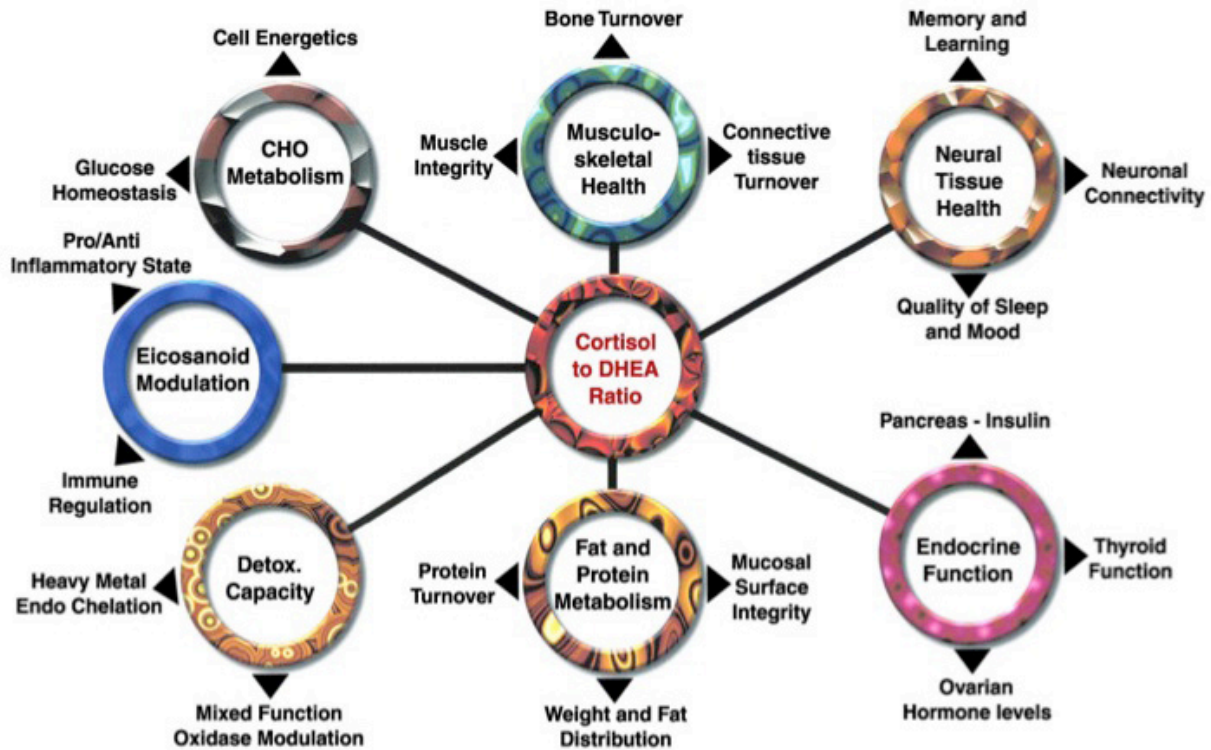 Cell Energetics
Glucose
Homeostasis
CHO
Metabolism
Bone Turnover
Muscle
Integrity
Musculo-
skeletal
Health
Connective
tissue
Turnover
Memory and
Learning
Neural
Tissue
Health
Neuronal
Connectivity
Quality of Sleep
and Mood
Pro/Anti
Inflammatory State
Eicosanoid
Modulation
Immune
Regulation
Cortisol
to DHEA
Ratio
Pancreas - Insulin
Endocrine
Function
Thyroid
Function
Ovarian
Hormone levels
Heavy Metal
Endo Chelation
Detox.
Capacity
Mixed Function
Oxidase Modulation
Protein
Turnover
Fat and
Protein
Metabolism
Mucosal
Surface
Integrity
Weight and Fat
Distribution